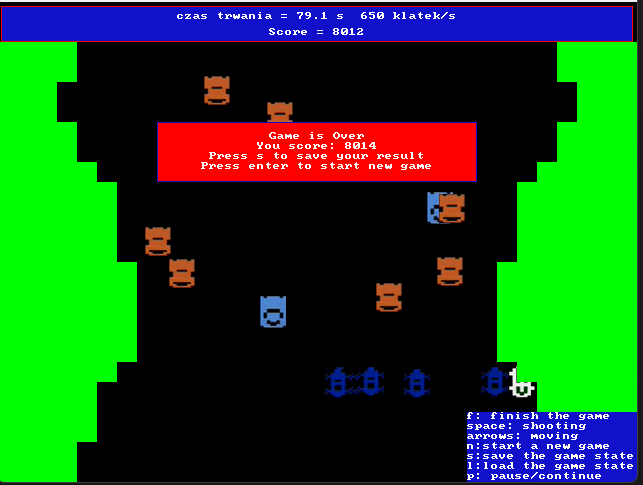 czas trwania = 79.1 s  650 klatek/s
Score = 8012
Game is Over
You score: 8014
Press s to save your result
Press enter to start new game
f: finish the game
space: shooting
arrows: moving
n:start a new game
s:save the game state
l:load the game state
p: pause/continue